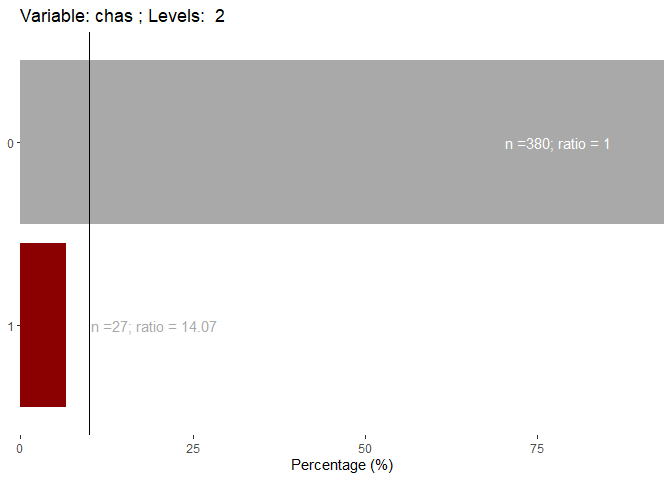 Variable: chas ; Levels:  2
0
n =380; ratio = 1
1
n =27; ratio = 14.07
0 25 50 75
Percentage (%)